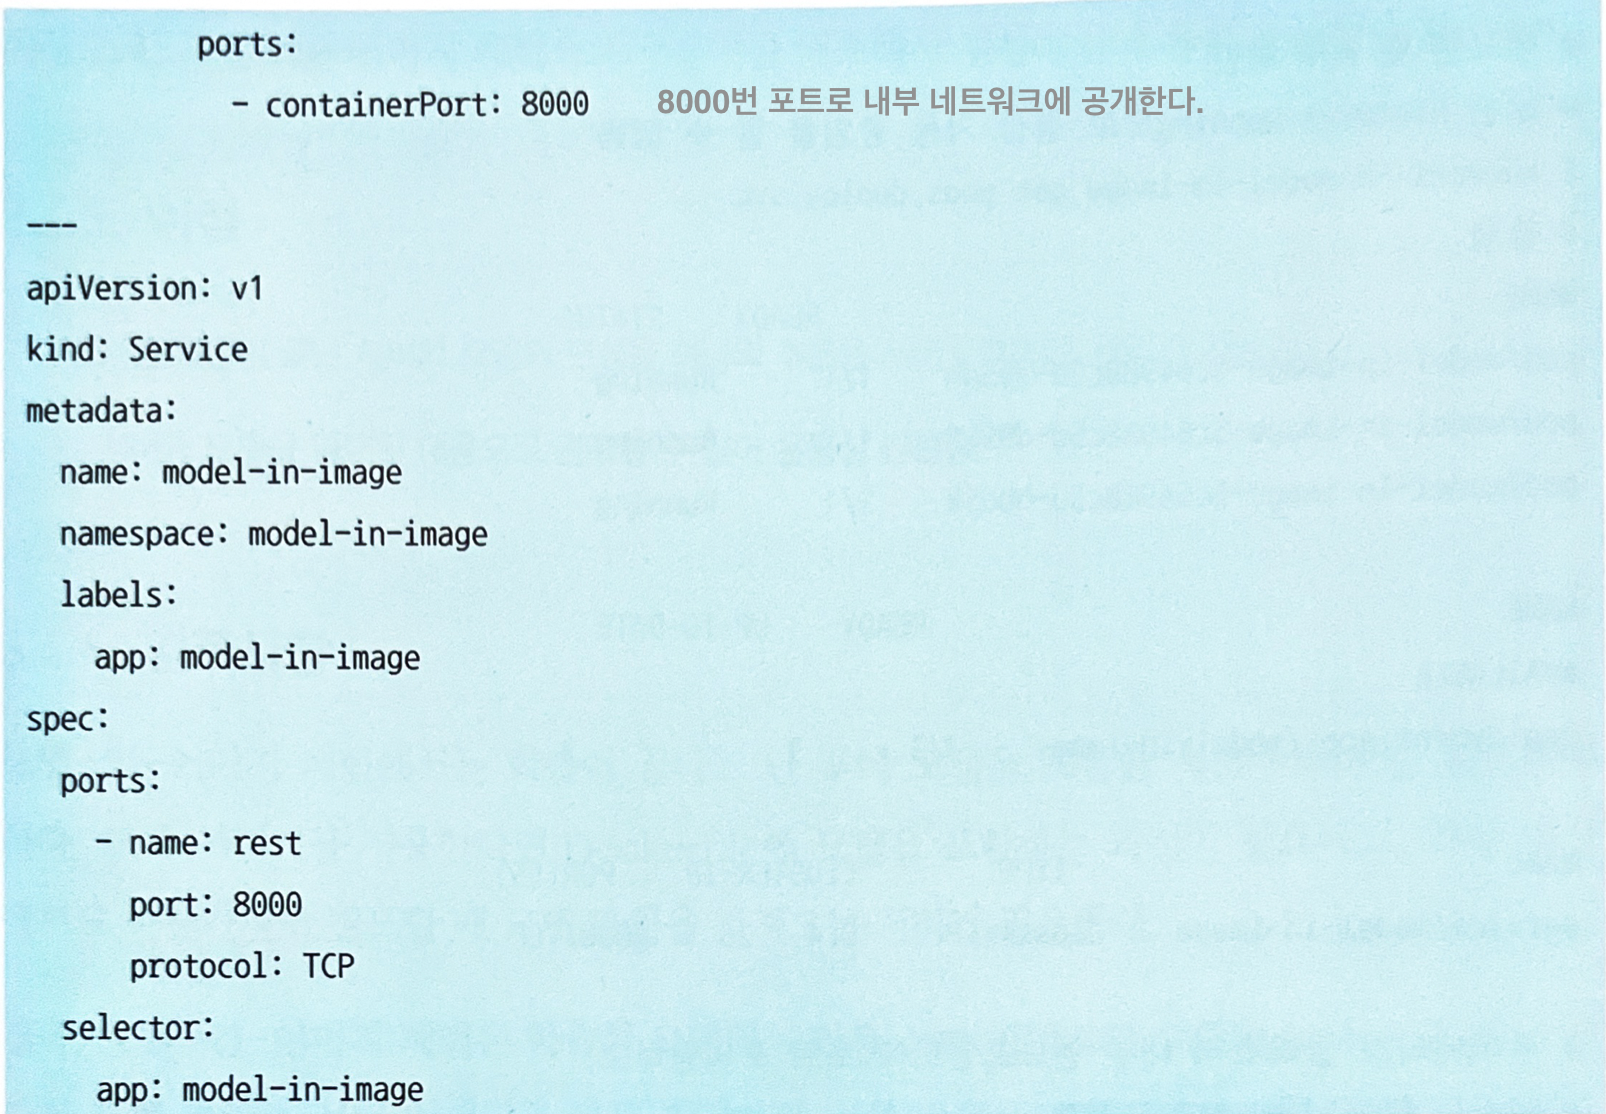 ports:
- containerPort: 8000 8000번 포트로 내부 네트워크에 공개한다.
---
apiVersion: v1
kind: Service
metadata:
name: model-in-image
namespace: model-in-image
labels:
app: model-in-image
spec:
ports:
- name: rest
port: 8000
protocol: TCP
selector:
app: model-in-image